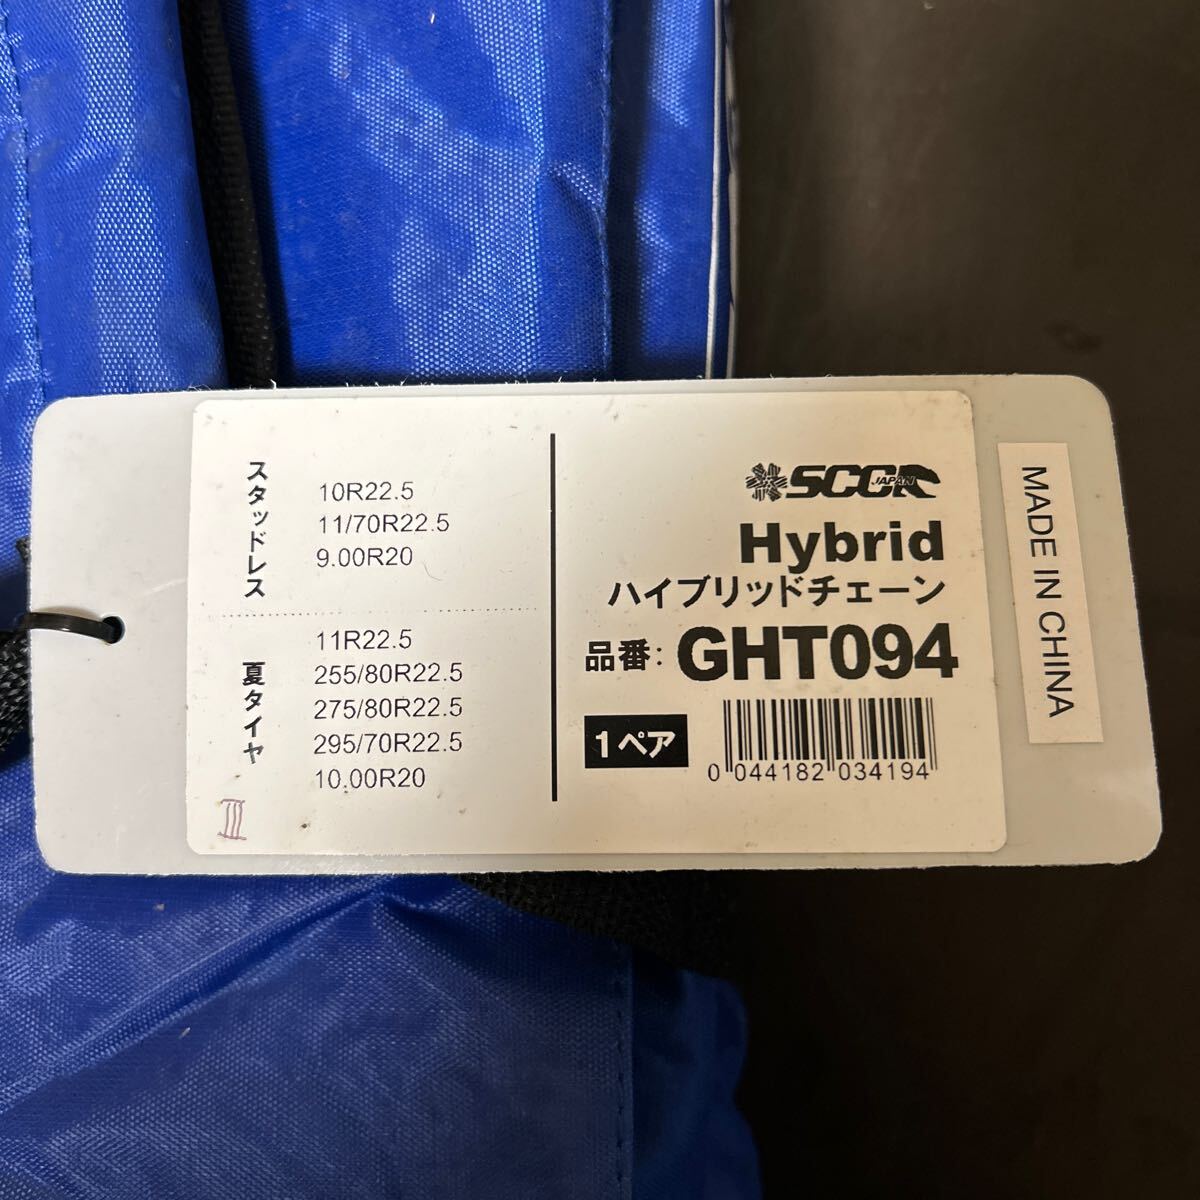 スタッドレス
10R22.5
11/70R22.5
9.00R20
夏タイヤ
11R22.5
255/80R22.5
275/80R22.5
295/70R22.5
10.00R20
III
SCC JAPAN
Hybrid
ハイブリッドチェーン
品番: GHT094
1ペア
0 044182 034194
MADE IN CHINA